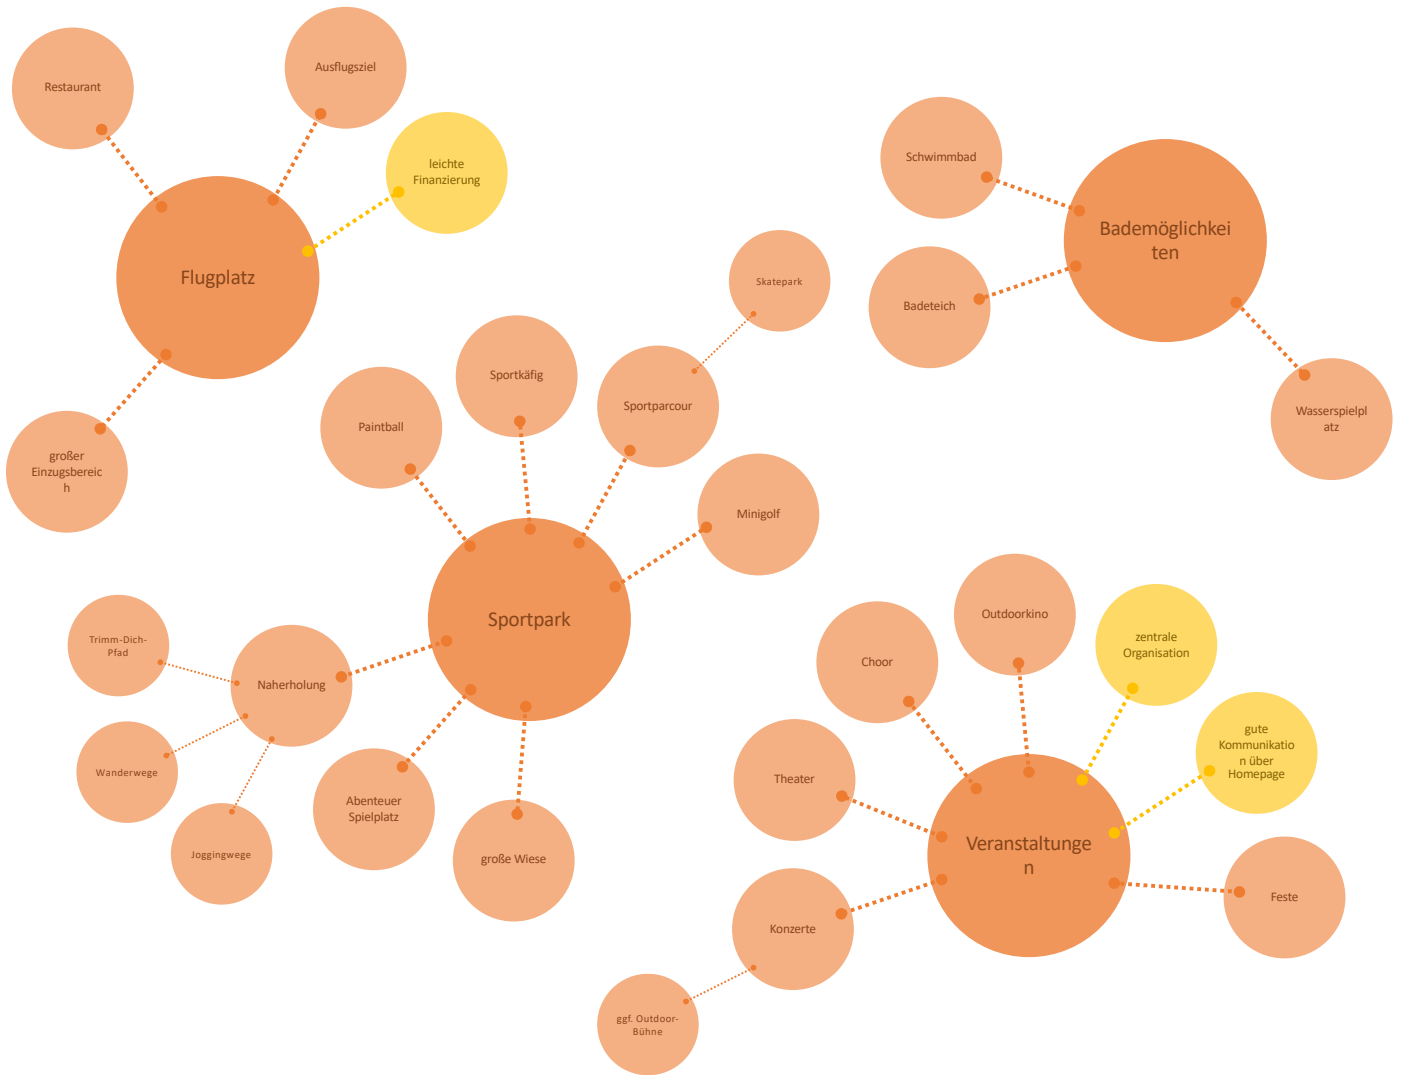 Restaurant
Ausflugsziel
leichte
Finanzierung
Flugplatz
großer
Einzugsbereic
h
Schwimmbad
Bademöglichkei
ten
Badeteich
Wasserspielpl
atz
Skatepark
Sportkäfig
Sportparcour
Paintball
Minigolf
Sportpark
Trimm-Dich-
Pfad
Naherholung
Wanderwege
Joggingwege
Abenteuer
Spielplatz
große Wiese
Outdoorkino
zentrale
Organisation
Choor
gute
Kommunikatio
n über
Homepage
Theater
Veranstaltunge
n
Feste
Konzerte
ggf. Outdoor-
Bühne